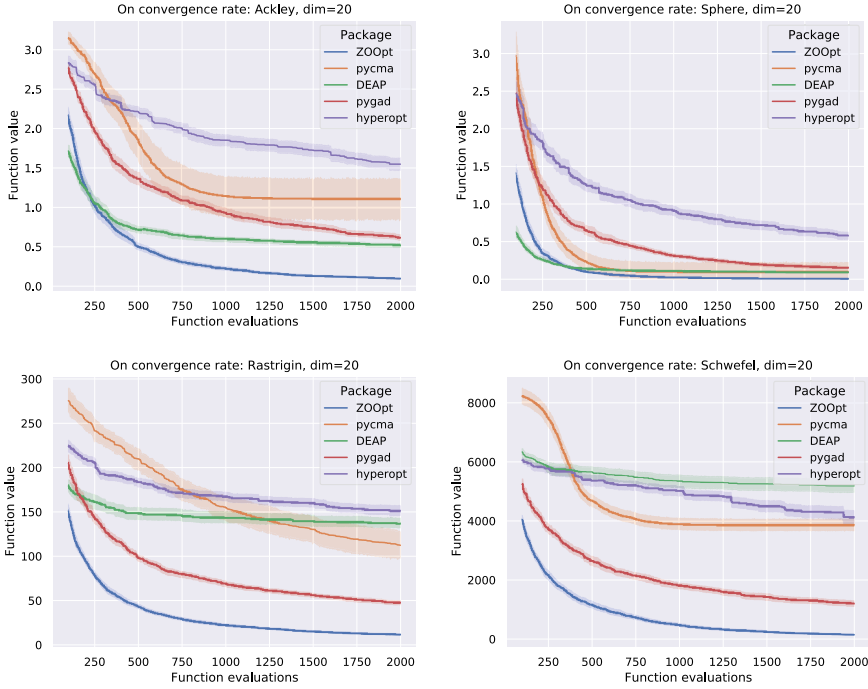 On convergence rate: Ackley, dim=20
Function value
3.0
2.5
2.0
1.5
1.0
0.5
0.0
Package
ZOOpt
pycma
DEAP
pygad
hyperopt
250 500 750 1000 1250 1500 1750 2000
Function evaluations
On convergence rate: Sphere, dim=20
Function value
3.0
2.5
2.0
1.5
1.0
0.5
0.0
Package
ZOOpt
pycma
DEAP
pygad
hyperopt
250 500 750 1000 1250 1500 1750 2000
Function evaluations
On convergence rate: Rastrigin, dim=20
Function value
300
250
200
150
100
50
0
Package
ZOOpt
pycma
DEAP
pygad
hyperopt
250 500 750 1000 1250 1500 1750 2000
Function evaluations
On convergence rate: Schwefel, dim=20
Function value
8000
6000
4000
2000
0
Package
ZOOpt
pycma
DEAP
pygad
hyperopt
250 500 750 1000 1250 1500 1750 2000
Function evaluations